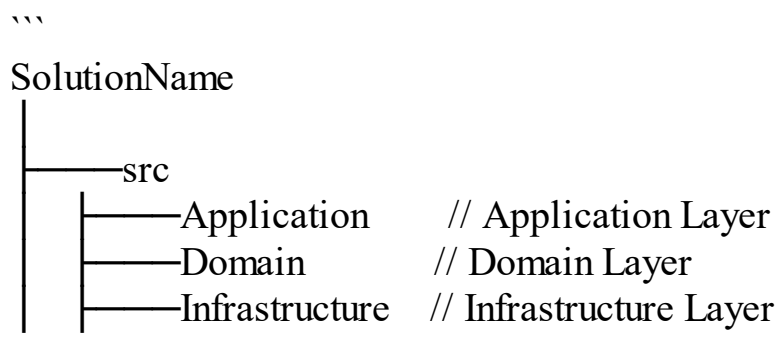 ```
SolutionName
│
├───src
│   ├───Application       // Application Layer
│   ├───Domain            // Domain Layer
│   ├───Infrastructure    // Infrastructure Layer